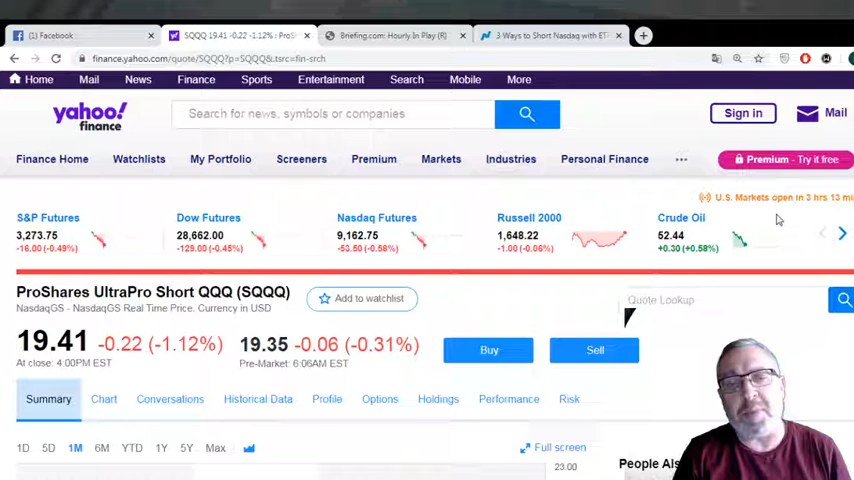 (1) Facebook
SQQQ 19.41 -0.22 -1.12% : ProS
Briefing.com: Hourly In Play (R)
3 Ways to Short Nasdaq with ET
finance.yahoo.com/quote/SQQQ?p=SQQQ&.tsrc=fin-srch
Home Mail News Finance Sports Entertainment Search Mobile More
yahoo!
finance
Search for news, symbols or companies
Sign in
Mail
Finance Home Watchlists My Portfolio Screeners Premium Markets Industries Personal Finance ... Premium - Try it free
U.S. Markets open in 3 hrs 13 mi
S&P Futures Dow Futures Nasdaq Futures Russell 2000 Crude Oil
3,273.75 28,662.00 9,162.75 1,648.22 52.44
-16.00 (-0.49%) -129.00 (-0.45%) -53.50 (-0.58%) -1.00 (-0.06%) +0.30 (+0.58%)
ProShares UltraPro Short QQQ (SQQQ)
NasdaqGS - NasdaqGS Real Time Price. Currency in USD
Add to watchlist
Quote Lookup
19.41 -0.22 (-1.12%) 19.35 -0.06 (-0.31%)
At close: 4:00PM EST Pre-Market: 6:06AM EST
Buy Sell
Summary Chart Conversations Historical Data Profile Options Holdings Performance Risk
1D 5D 1M 6M YTD 1Y 5Y Max
Full screen
23.00
People Als